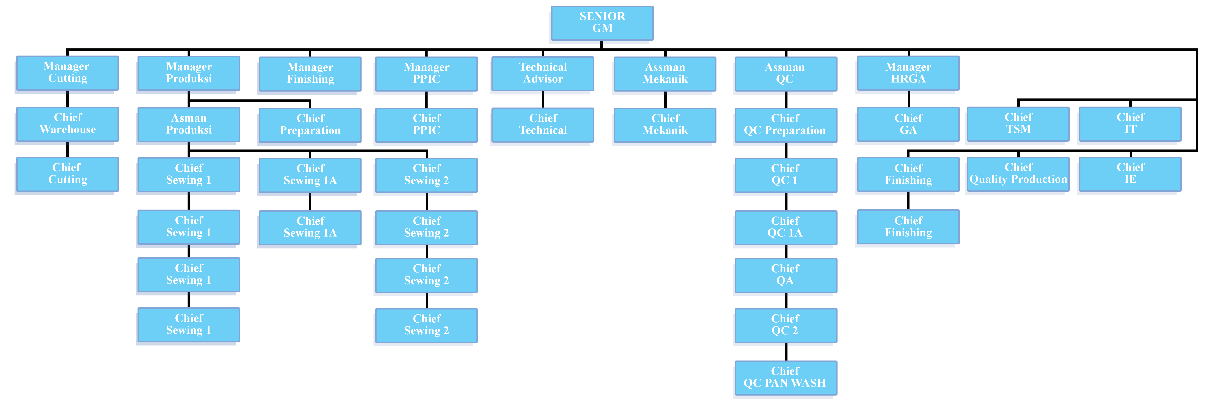 SENIOR
GM
Manager
Cutting
Manager
Produksi
Manager
Finishing
Manager
PPIC
Technical
Advisor
Assman
Mekanik
Assman
QC
Manager
HRGA
Chief
Warehouse
Asman
Produksi
Chief
Preparation
Chief
PPIC
Chief
Technical
Chief
Mekanik
Chief
QC Preparation
Chief
GA
Chief
TSM
Chief
IT
Chief
Cutting
Chief
Sewing 1
Chief
Sewing 1A
Chief
Sewing 2
Chief
QC 1
Chief
Finishing
Chief
Quality Production
Chief
IE
Chief
Sewing 1
Chief
Sewing 1A
Chief
Sewing 2
Chief
QC 1A
Chief
Finishing
Chief
Sewing 1
Chief
Sewing 2
Chief
QA
Chief
Sewing 1
Chief
Sewing 2
Chief
QC 2
Chief
QC PAN WASH